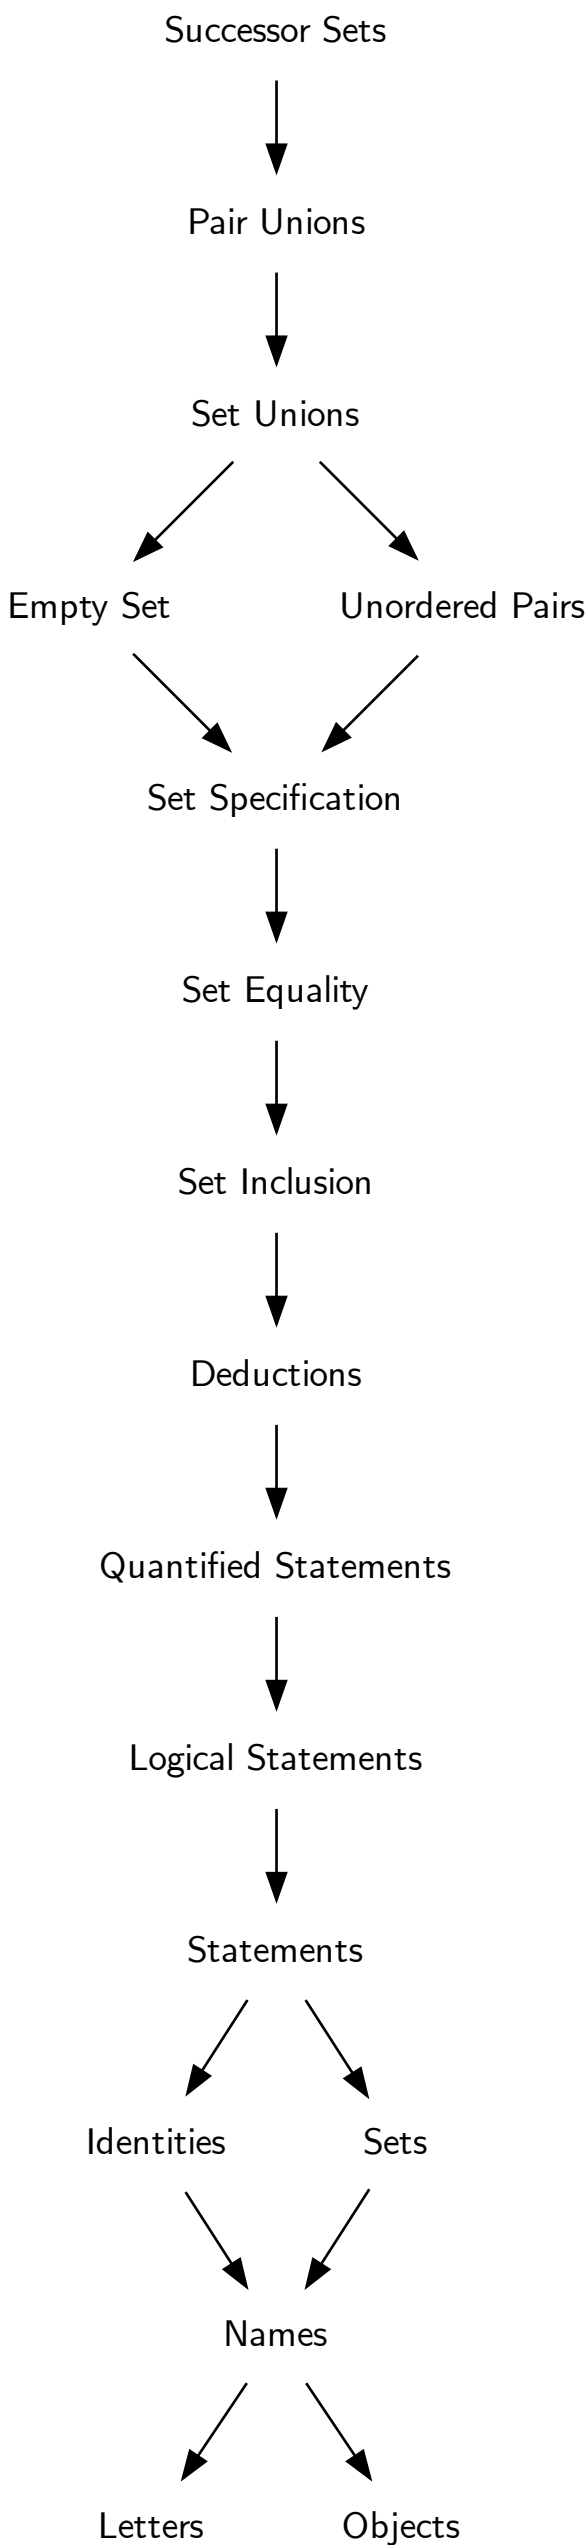 Successor Sets
Pair Unions
Set Unions
Empty Set
Unordered Pairs
Set Specification
Set Equality
Set Inclusion
Deductions
Quantified Statements
Logical Statements
Statements
Identities
Sets
Names
Letters
Objects